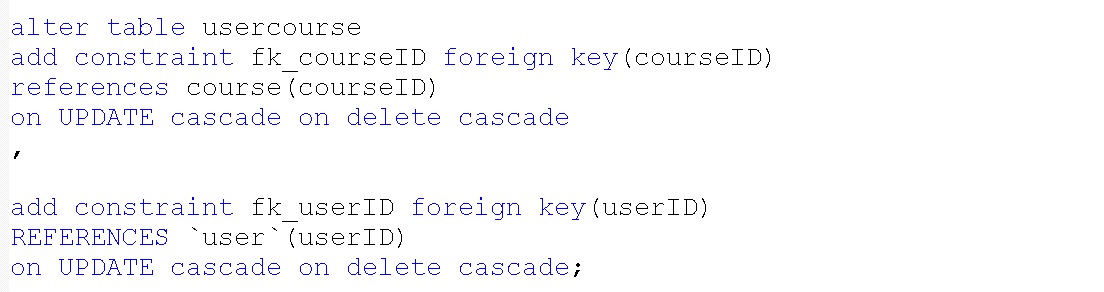 alter table usercourse
add constraint fk_courseID foreign key(courseID)
references course(courseID)
on UPDATE cascade on delete cascade
,
add constraint fk_userID foreign key(userID)
REFERENCES `user`(userID)
on UPDATE cascade on delete cascade;